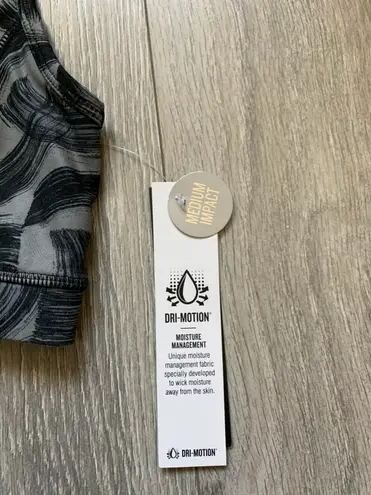 MEDIUM
IMPACT
DRI-MOTION®
MOISTURE
MANAGEMENT
Unique moisture
management fabric
specially developed
to wick moisture
away from the skin.
DRI-MOTION®